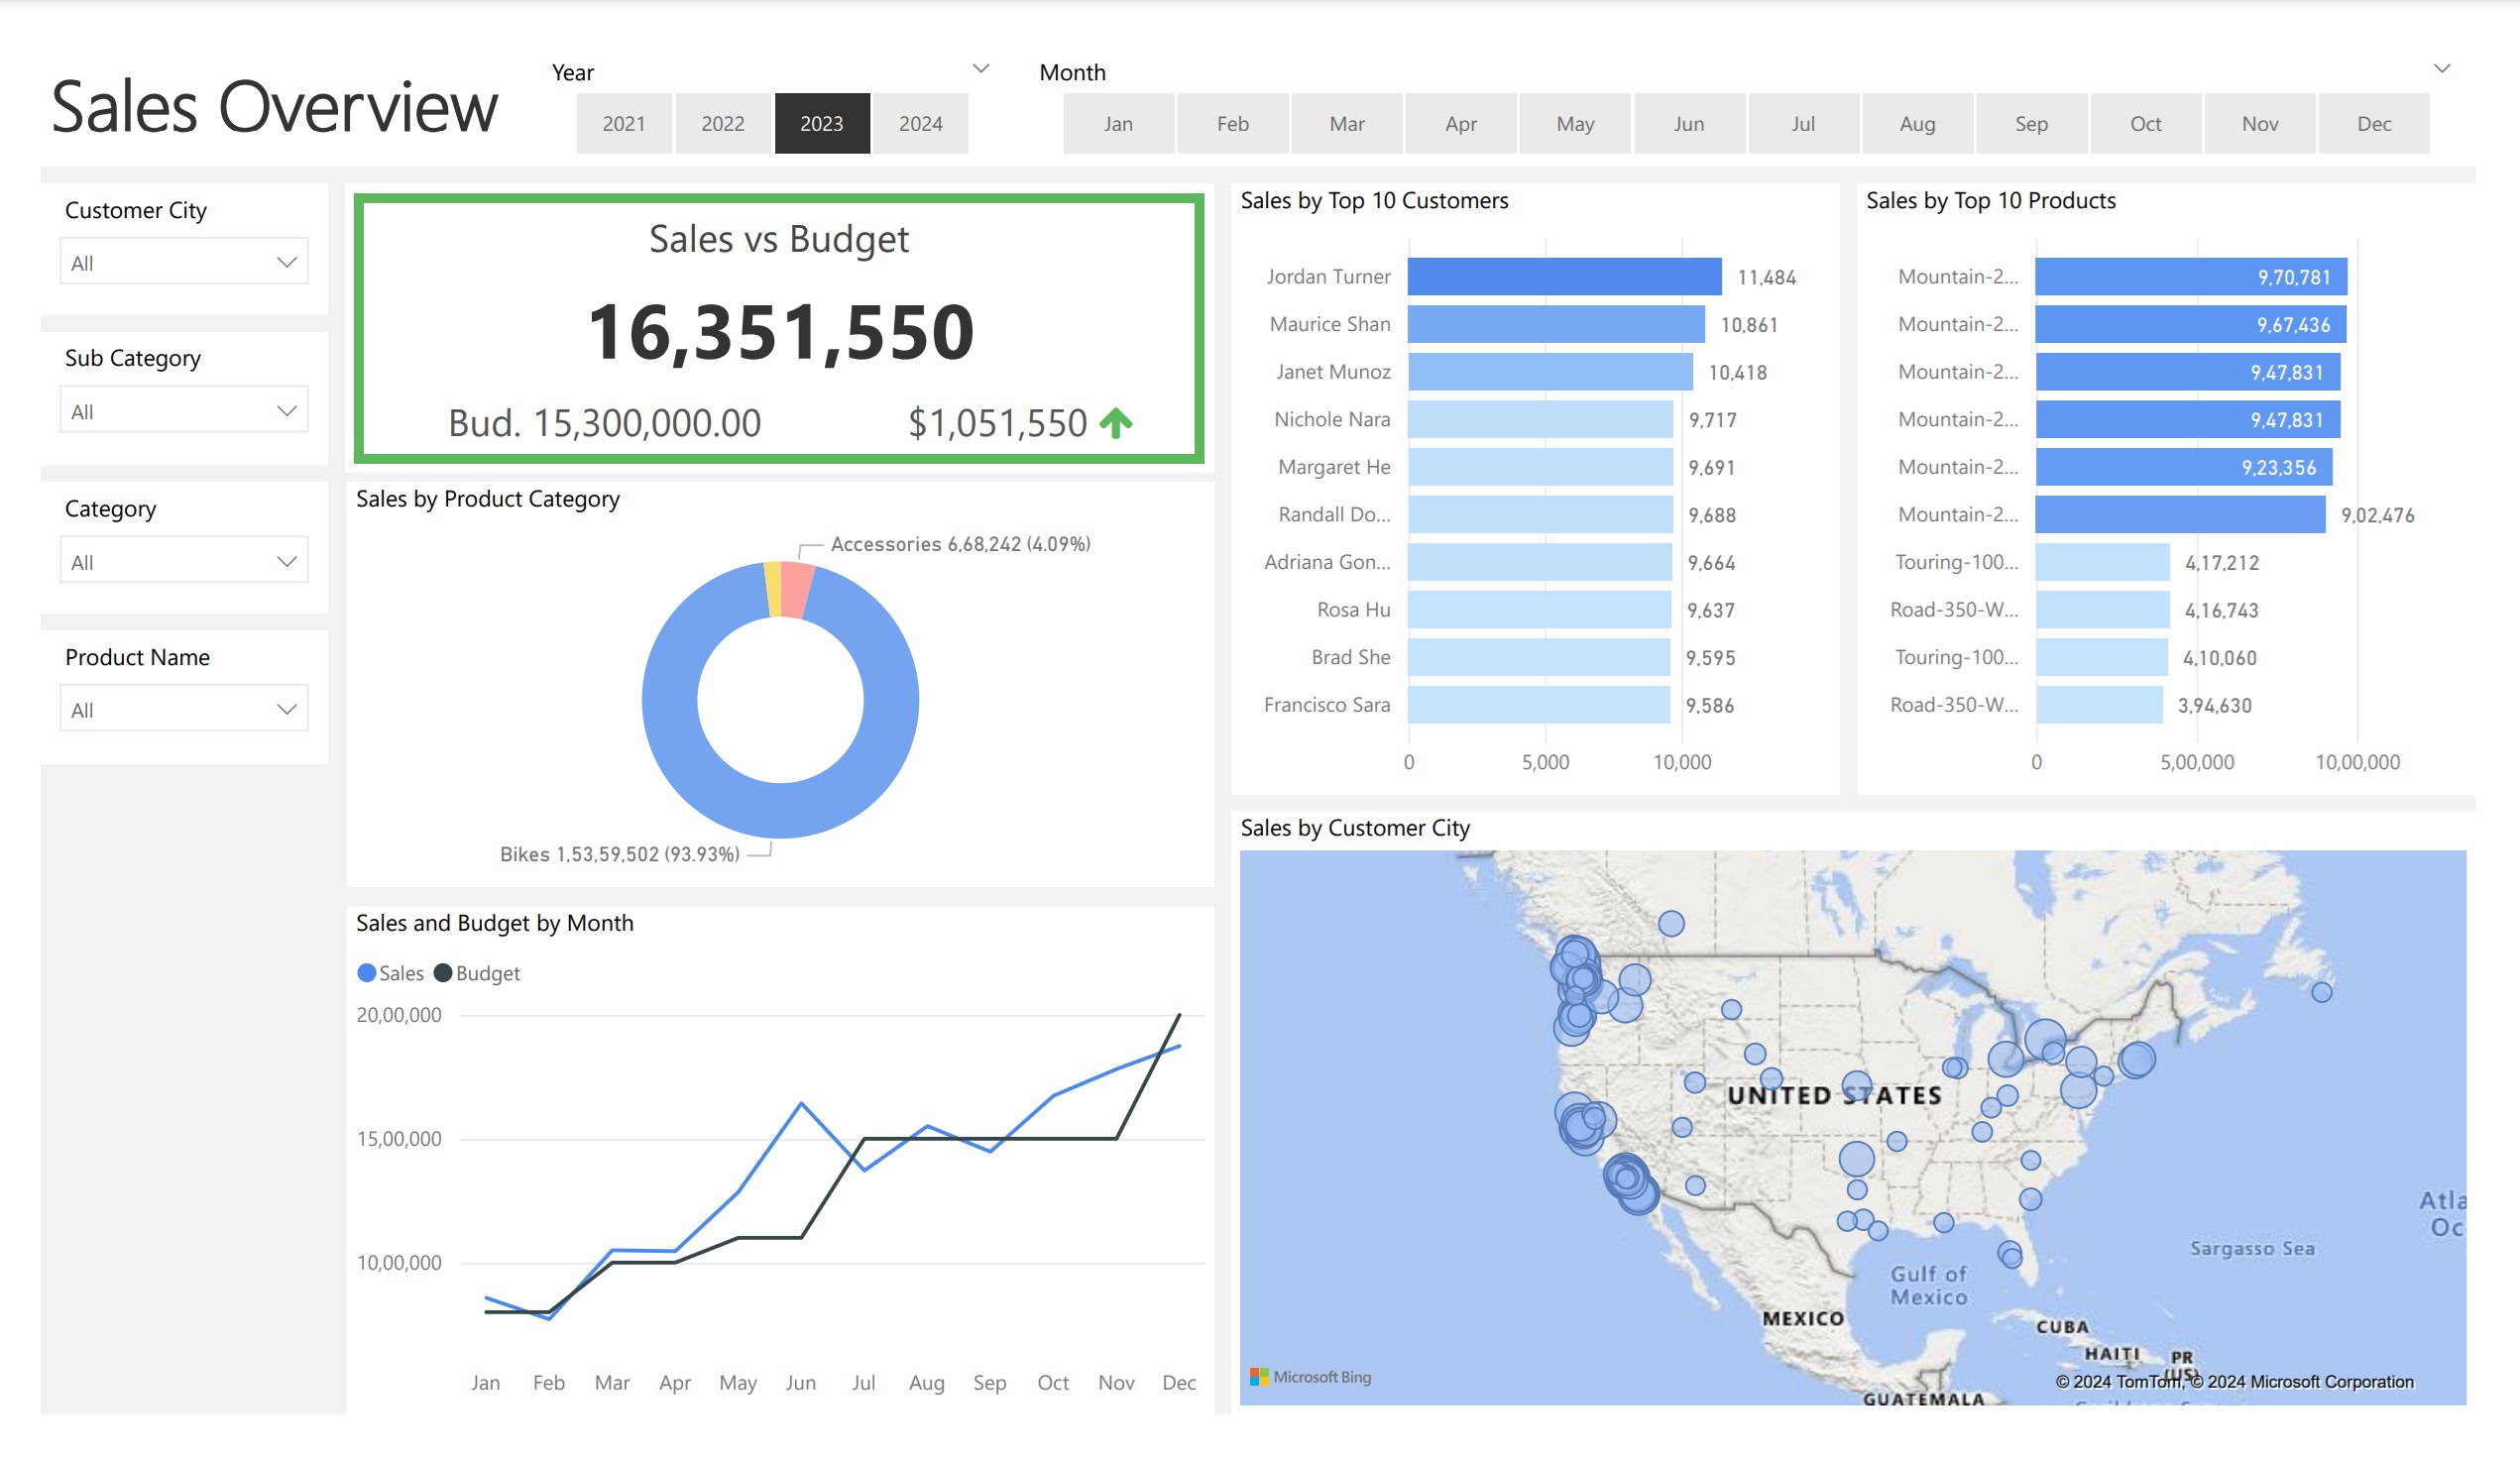 Sales Overview
Year
2021 2022 2023 2024
Month
Jan Feb Mar Apr May Jun Jul Aug Sep Oct Nov Dec
Customer City
All
Sub Category
All
Category
All
Product Name
All
Sales vs Budget
16,351,550
Bud. 15,300,000.00 $1,051,550
Sales by Product Category
Accessories 6,68,242 (4.09%)
Bikes 1,53,59,502 (93.93%)
Sales and Budget by Month
Sales Budget
20,00,000
15,00,000
10,00,000
Jan Feb Mar Apr May Jun Jul Aug Sep Oct Nov Dec
Sales by Top 10 Customers
Jordan Turner 11,484
Maurice Shan 10,861
Janet Munoz 10,418
Nichole Nara 9,717
Margaret He 9,691
Randall Do... 9,688
Adriana Gon... 9,664
Rosa Hu 9,637
Brad She 9,595
Francisco Sara 9,586
0 5,000 10,000
Sales by Top 10 Products
Mountain-2... 9,70,781
Mountain-2... 9,67,436
Mountain-2... 9,47,831
Mountain-2... 9,47,831
Mountain-2... 9,23,356
Mountain-2... 9,02,476
Touring-100... 4,17,212
Road-350-W... 4,16,743
Touring-100... 4,10,060
Road-350-W... 3,94,630
0 5,00,000 10,00,000
Sales by Customer City
UNITED STATES
Atla
Oc
Sargasso Sea
Gulf of
Mexico
MEXICO
CUBA
HAITI
PR
(US)
GUATEMALA
Microsoft Bing
© 2024 TomTom, © 2024 Microsoft Corporation